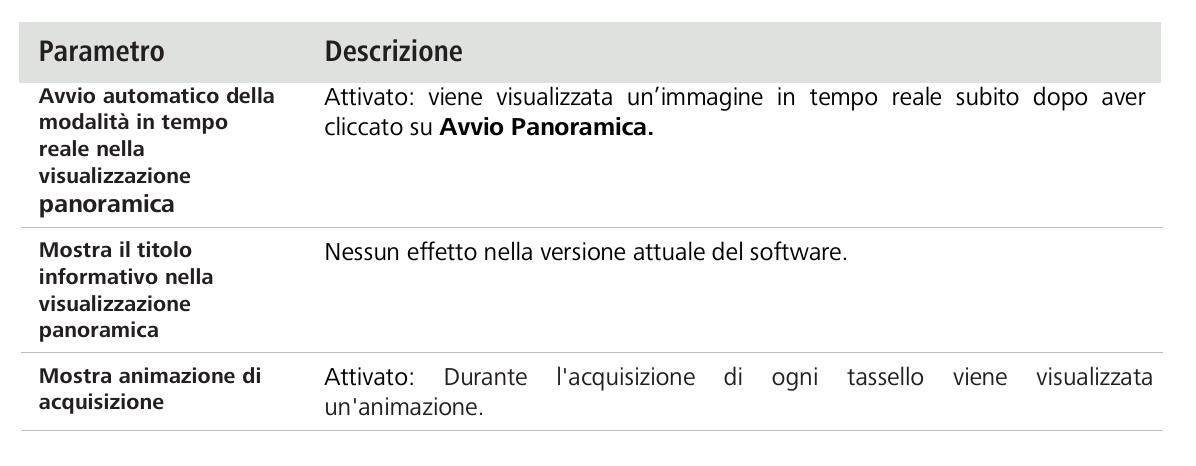 Parametro Descrizione
Avvio automatico della
modalità in tempo
reale nella
visualizzazione
panoramica
Attivato: viene visualizzata un’immagine in tempo reale subito dopo aver
cliccato su Avvio Panoramica.
Mostra il titolo
informativo nella
visualizzazione
panoramica
Nessun effetto nella versione attuale del software.
Mostra animazione di
acquisizione
Attivato: Durante l'acquisizione di ogni tassello viene visualizzata
un'animazione.